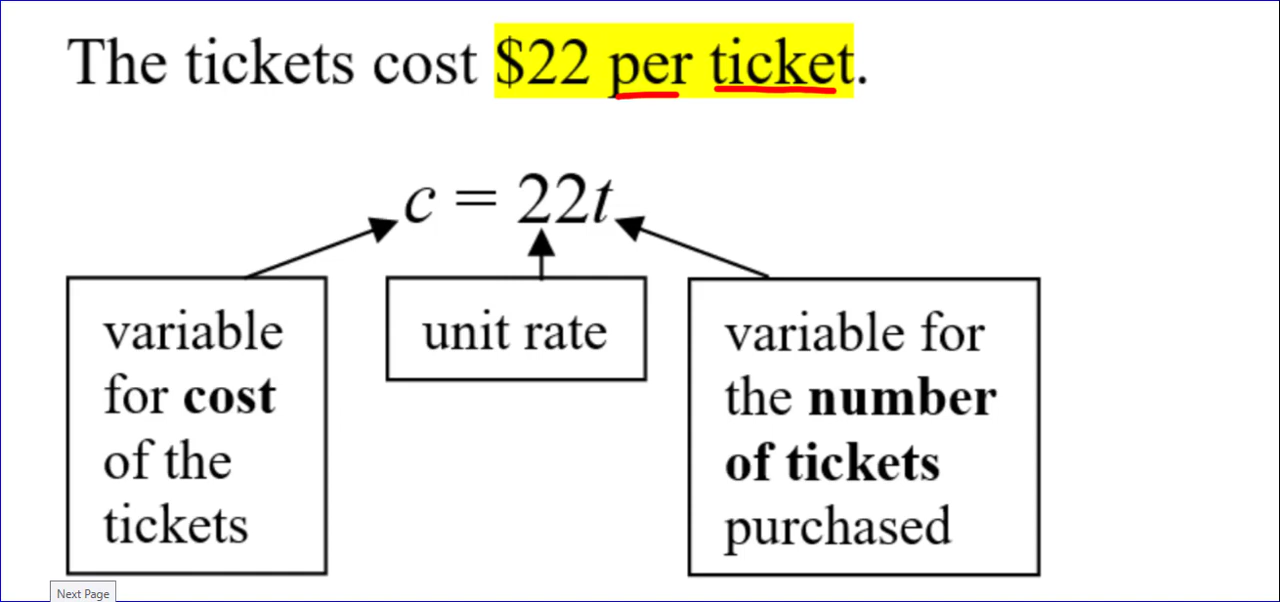 The tickets cost $22 per ticket.
c = 22t
variable
for cost
of the
tickets
unit rate
variable for
the number
of tickets
purchased
Next Page